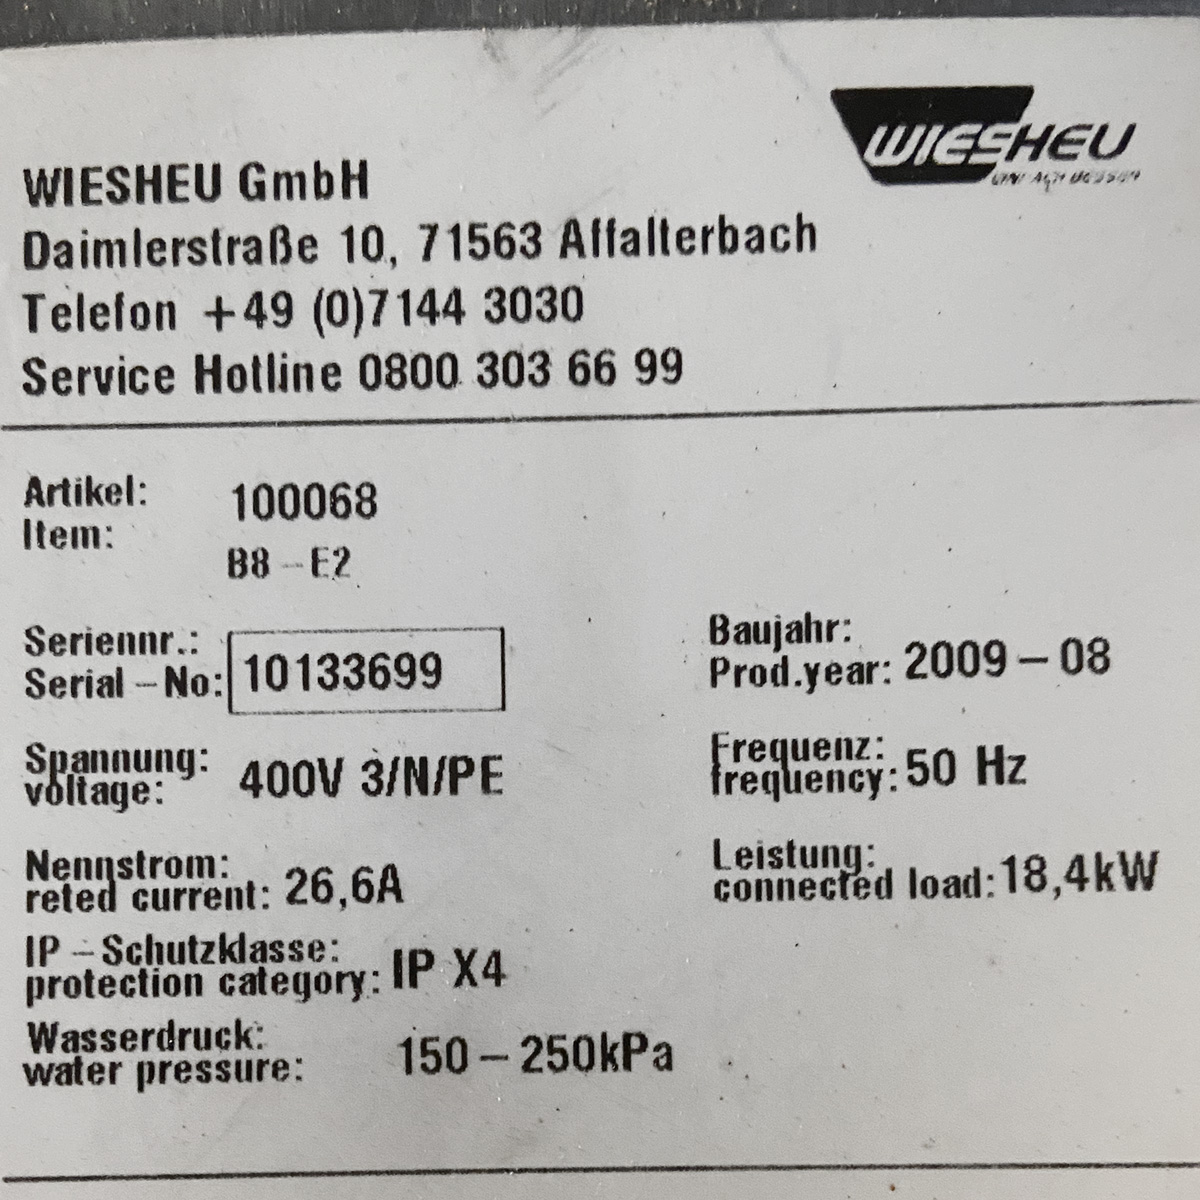 WIESHEU
WIESHEU GmbH
Daimlerstraße 10, 71563 Affalterbach
Telefon +49 (0)7144 3030
Service Hotline 0800 303 66 99
Artikel: 100068
Item:
B8-E2
Seriennr.:
Serial-No: 10133699
Baujahr:
Prod.year: 2009-08
Spannung:
voltage: 400V 3/N/PE
Frequenz:
frequency: 50 Hz
Nennstrom:
reted current: 26,6A
Leistung:
connected load: 18,4kW
IP-Schutzklasse:
protection category: IP X4
Wasserdruck:
water pressure: 150-250kPa